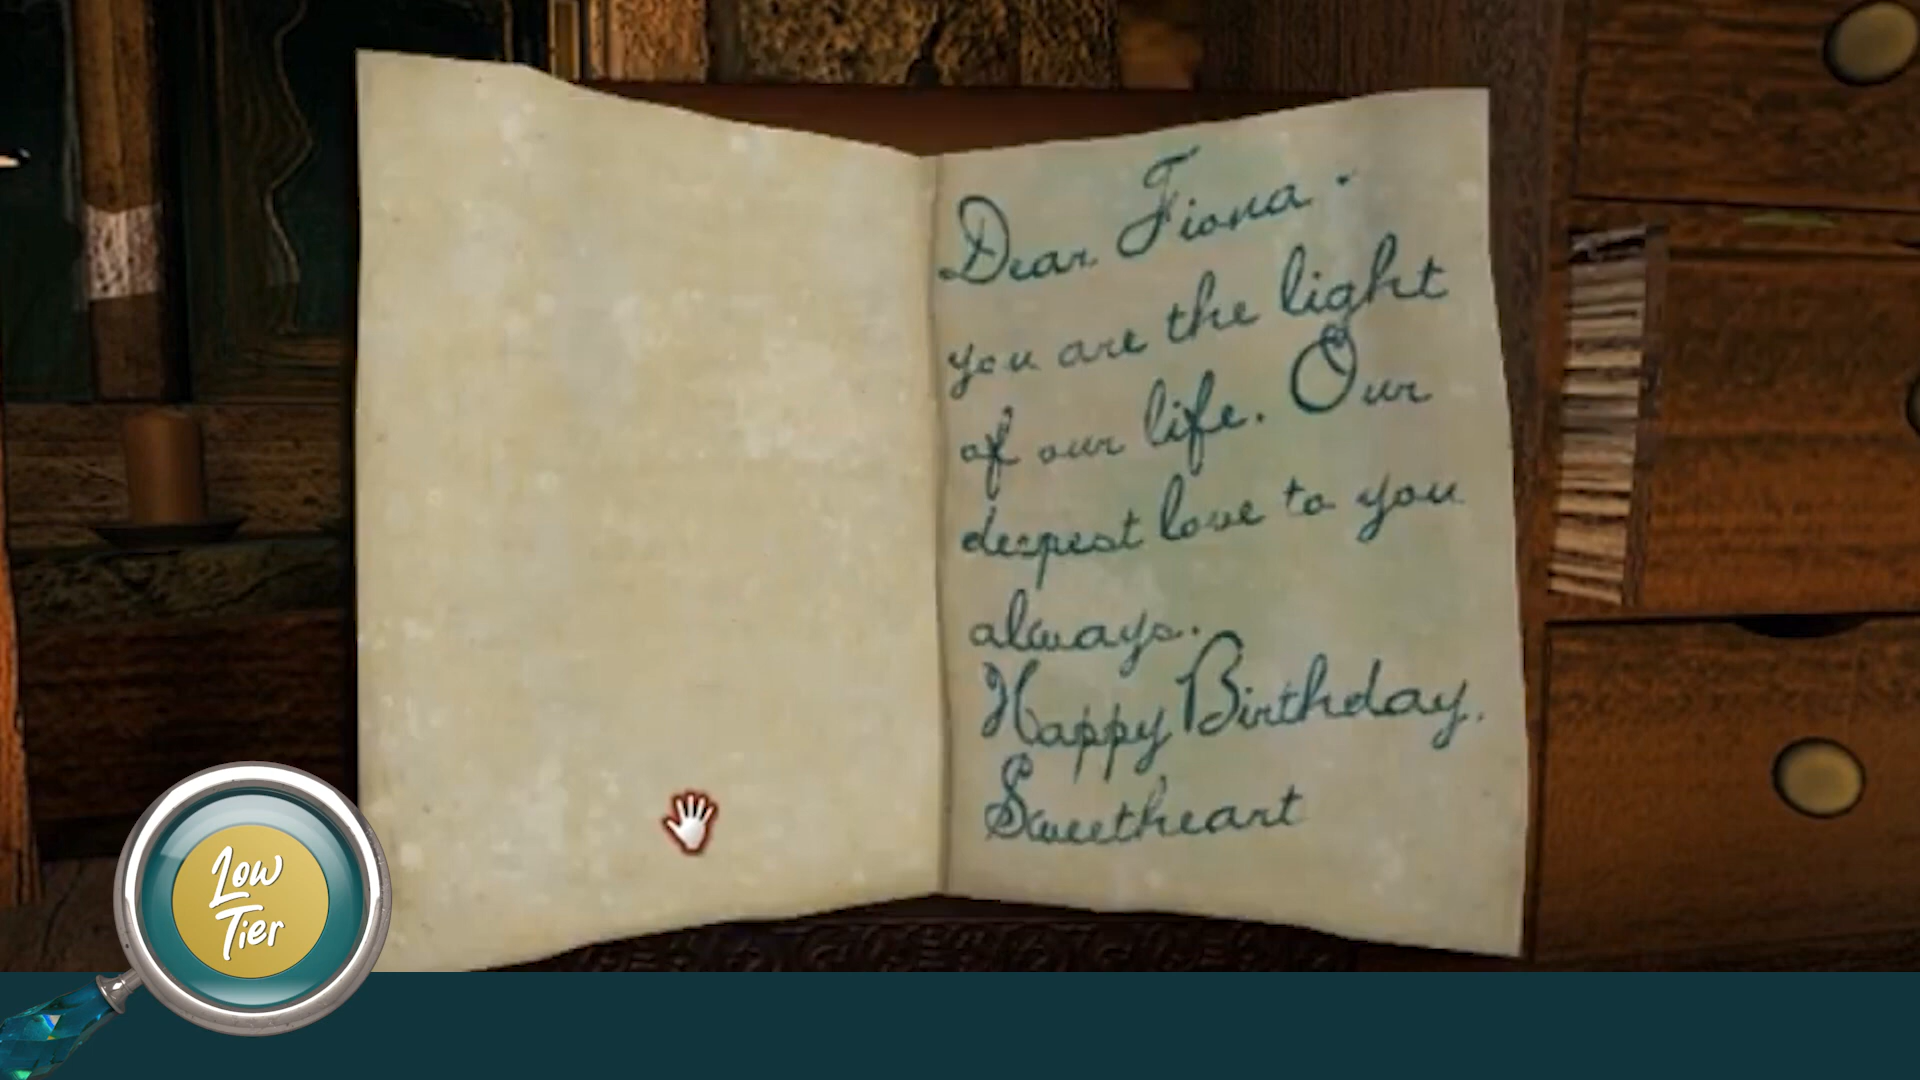 Dear Fiona.
you are the light
of our life. Our
deepest love to you
always.
Happy Birthday,
Sweetheart
Low
Tier